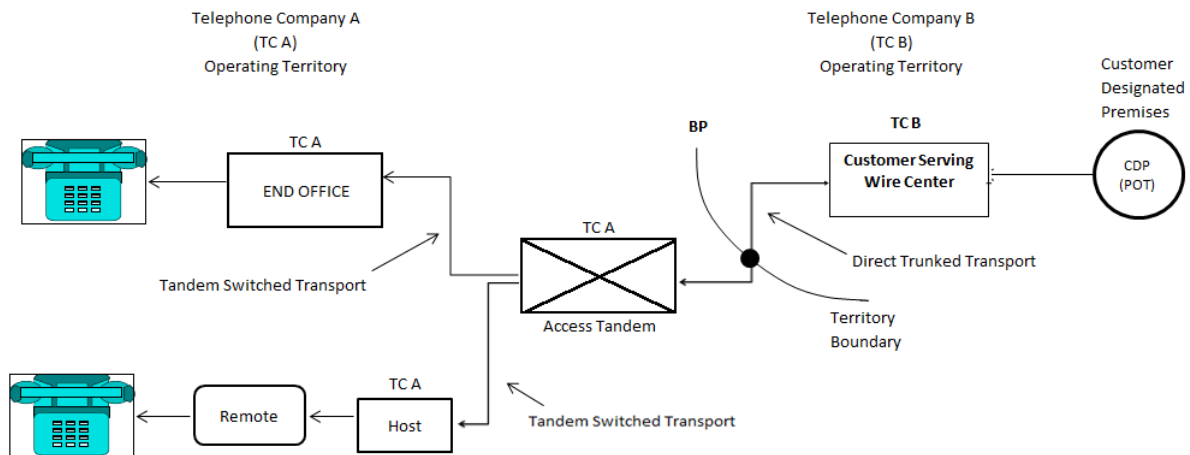 Telephone Company A
(TC A)
Operating Territory
Telephone Company B
(TC B)
Operating Territory
Customer
Designated
Premises
BP
TC B
TC A
Customer Serving
Wire Center
CDP
(POT)
END OFFICE
TC A
Direct Trunked Transport
Tandem Switched Transport
Access Tandem
Territory
Boundary
TC A
Remote
Host
Tandem Switched Transport